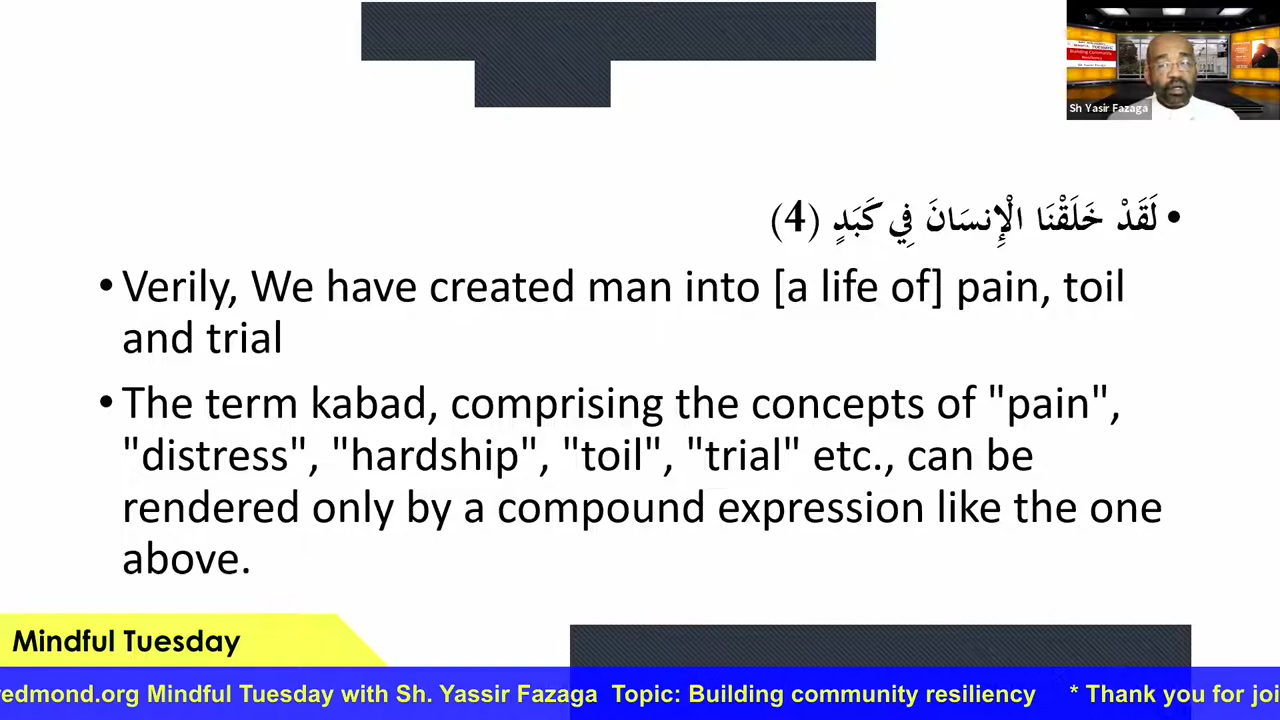 • لَقَدْ خَلَقْنَا الْإِنسَانَ فِي كَبَدٍ (4)
• Verily, We have created man into [a life of] pain, toil
and trial
• The term kabad, comprising the concepts of "pain",
"distress", "hardship", "toil", "trial" etc., can be
rendered only by a compound expression like the one
above.
Sh Yasir Fazaga
Mindful Tuesday
redmond.org Mindful Tuesday with Sh. Yassir Fazaga Topic: Building community resiliency * Thank you for joi